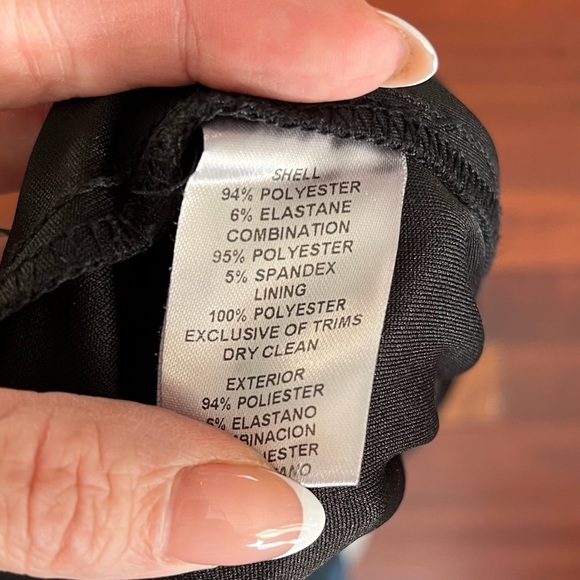 SHELL
94% POLYESTER
6% ELASTANE
COMBINATION
95% POLYESTER
5% SPANDEX
LINING
100% POLYESTER
EXCLUSIVE OF TRIMS
DRY CLEAN
EXTERIOR
94% POLIESTER
6% ELASTANO